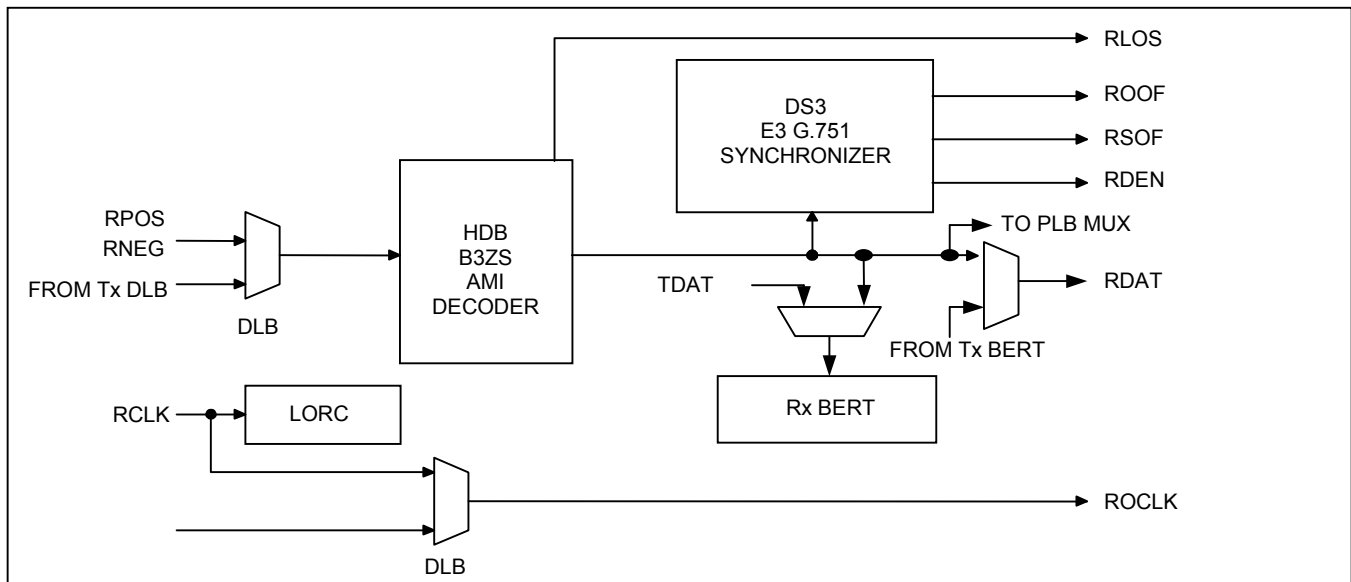 RLOS
DS3
E3 G.751
SYNCHRONIZER
ROOF
RSOF
RDEN
RPOS
RNEG
FROM Tx DLB
DLB
HDB
B3ZS
AMI
DECODER
TO PLB MUX
TDAT
RDAT
FROM Tx BERT
Rx BERT
RCLK
LORC
ROCLK
DLB